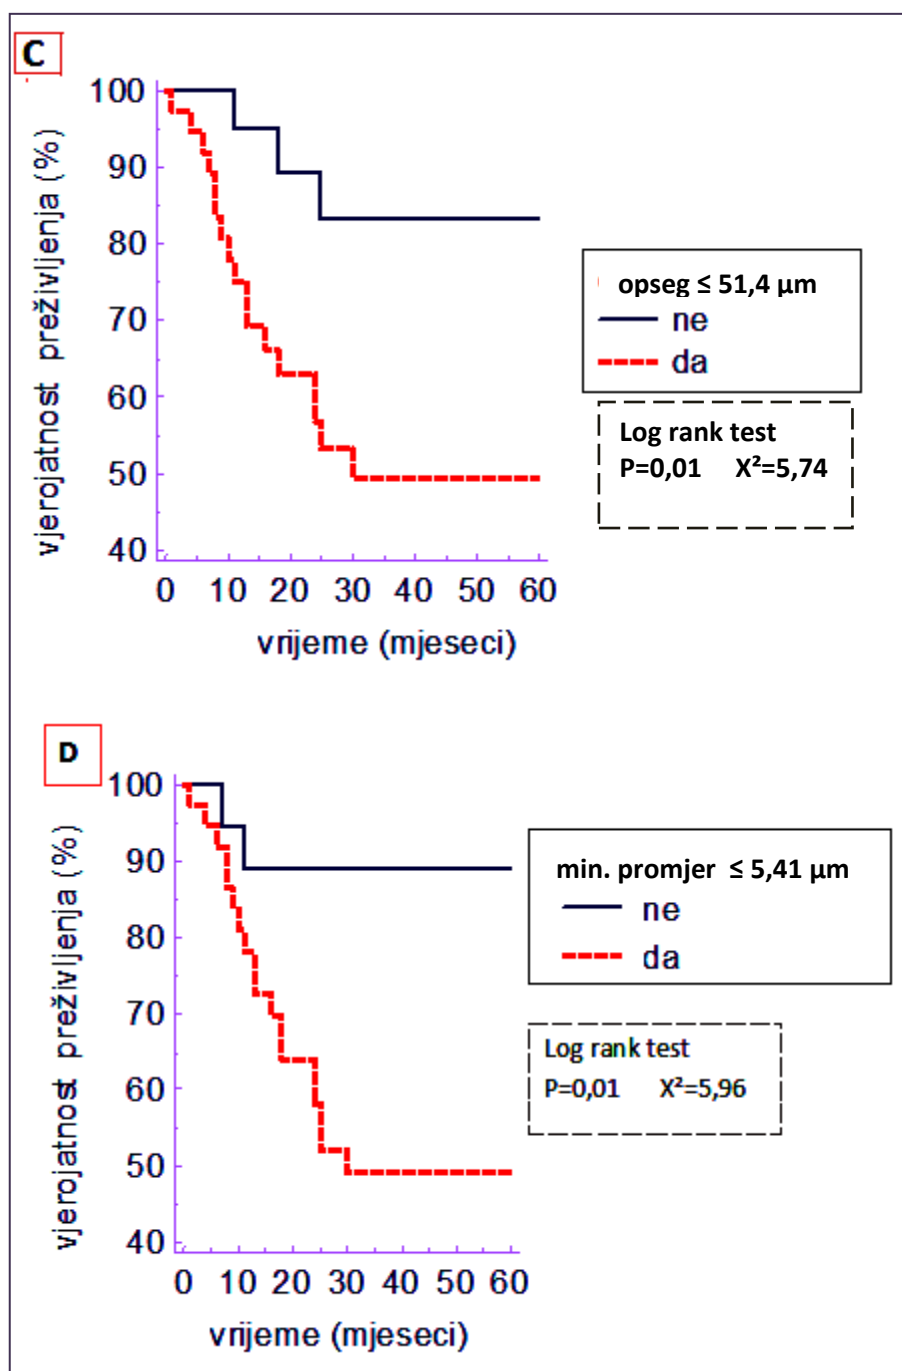 C
vjerojatnost preživljenja (%)
100
90
80
70
60
50
40
0 10 20 30 40 50 60
vrijeme (mjeseci)
opseg ≤ 51,4 µm
ne
da
Log rank test
P=0,01 X²=5,74
D
vjerojatnost preživljenja (%)
100
90
80
70
60
50
40
0 10 20 30 40 50 60
vrijeme (mjeseci)
min. promjer ≤ 5,41 µm
ne
da
Log rank test
P=0,01 X²=5,96